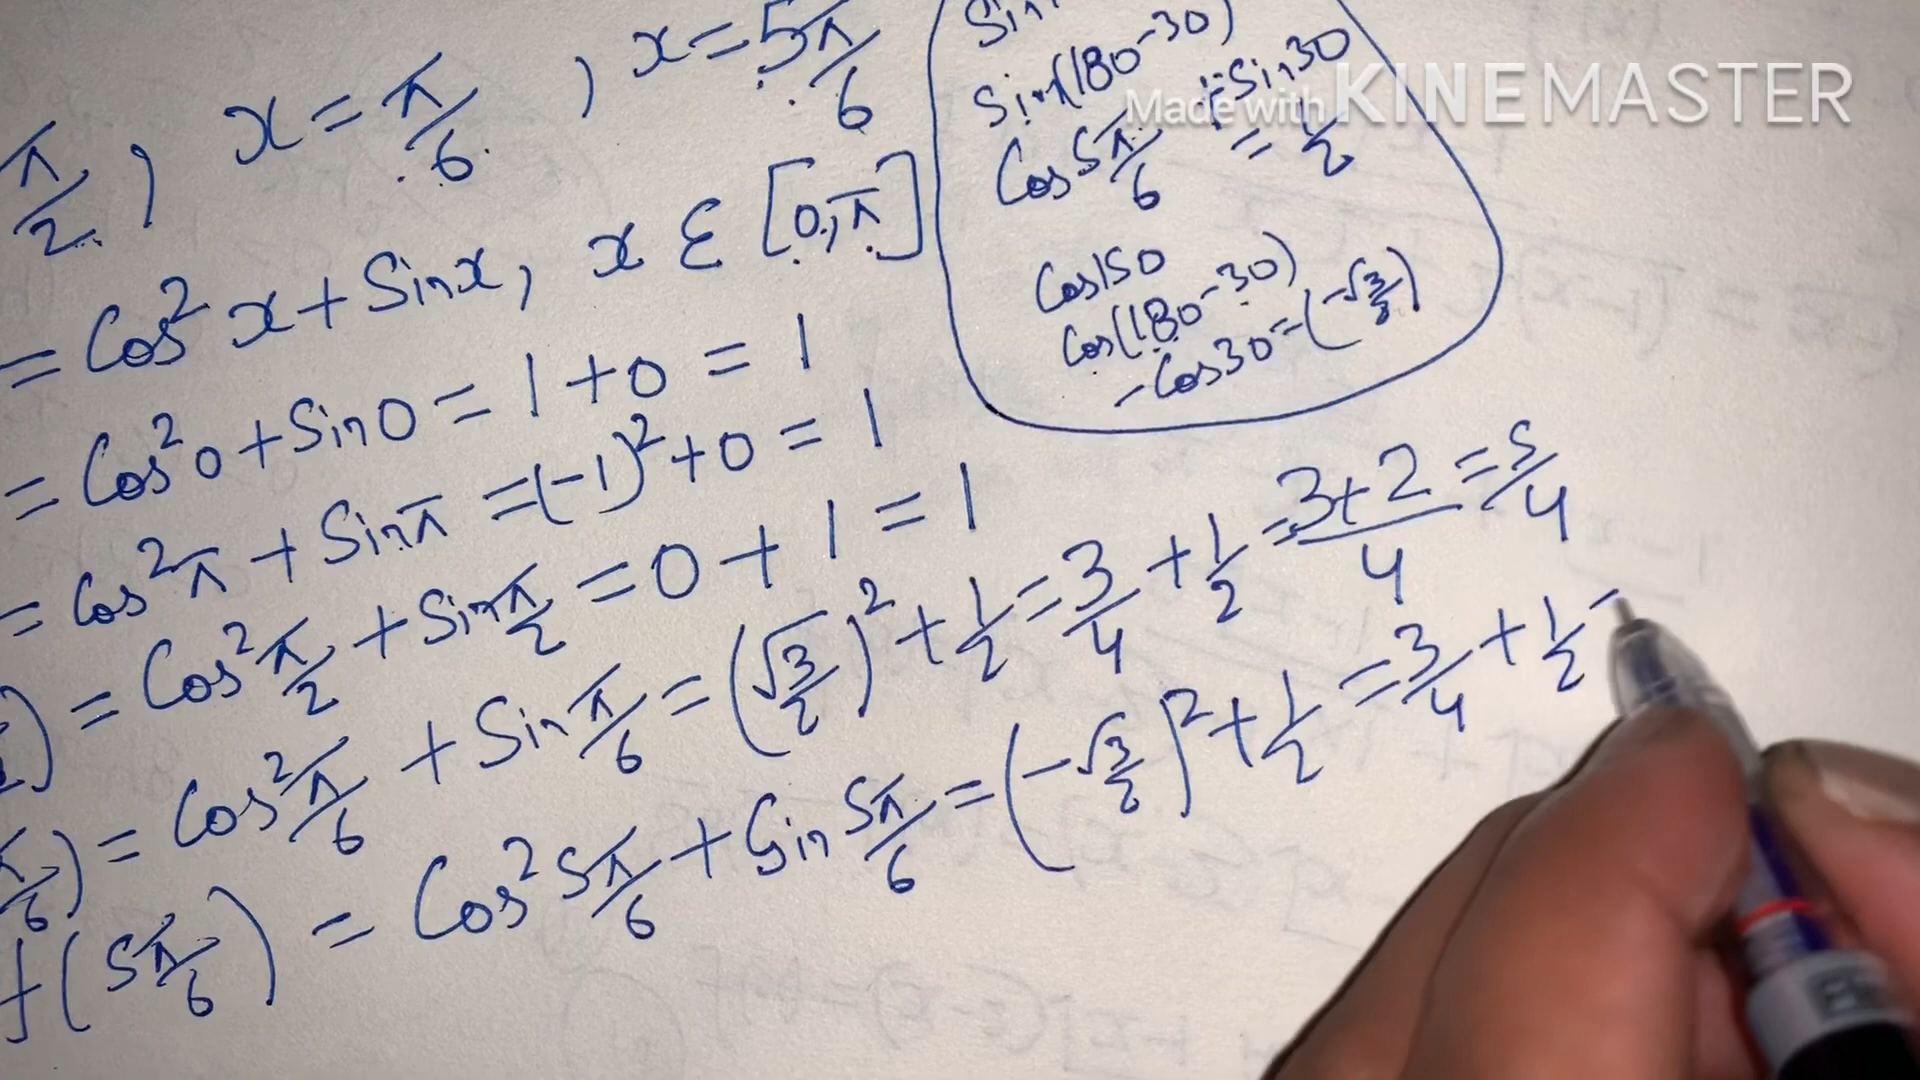 π/2, x = π/6, x = 5π/6
= Cos²x + Sinx, x ε [0, π]
= Cos²0 + Sin0 = 1 + 0 = 1
= Cos²π + Sinπ = (-1)² + 0 = 1
) = Cos²π/2 + Sinπ/2 = 0 + 1 = 1
π/6) = Cos²π/6 + Sinπ/6 = (√3/2)² + 1/2 = 3/4 + 1/2 = 3+2/4 = 5/4
f(5π/6) = Cos²5π/6 + Sin5π/6 = (-√3/2)² + 1/2 = 3/4 + 1/2 =
Sin
Sin(180-30)
= Sin30
Cos5π/6 = 1/2
Cos150
Cos(180-30)
-Cos30 = (-√3/2)
Made with KINEMASTER